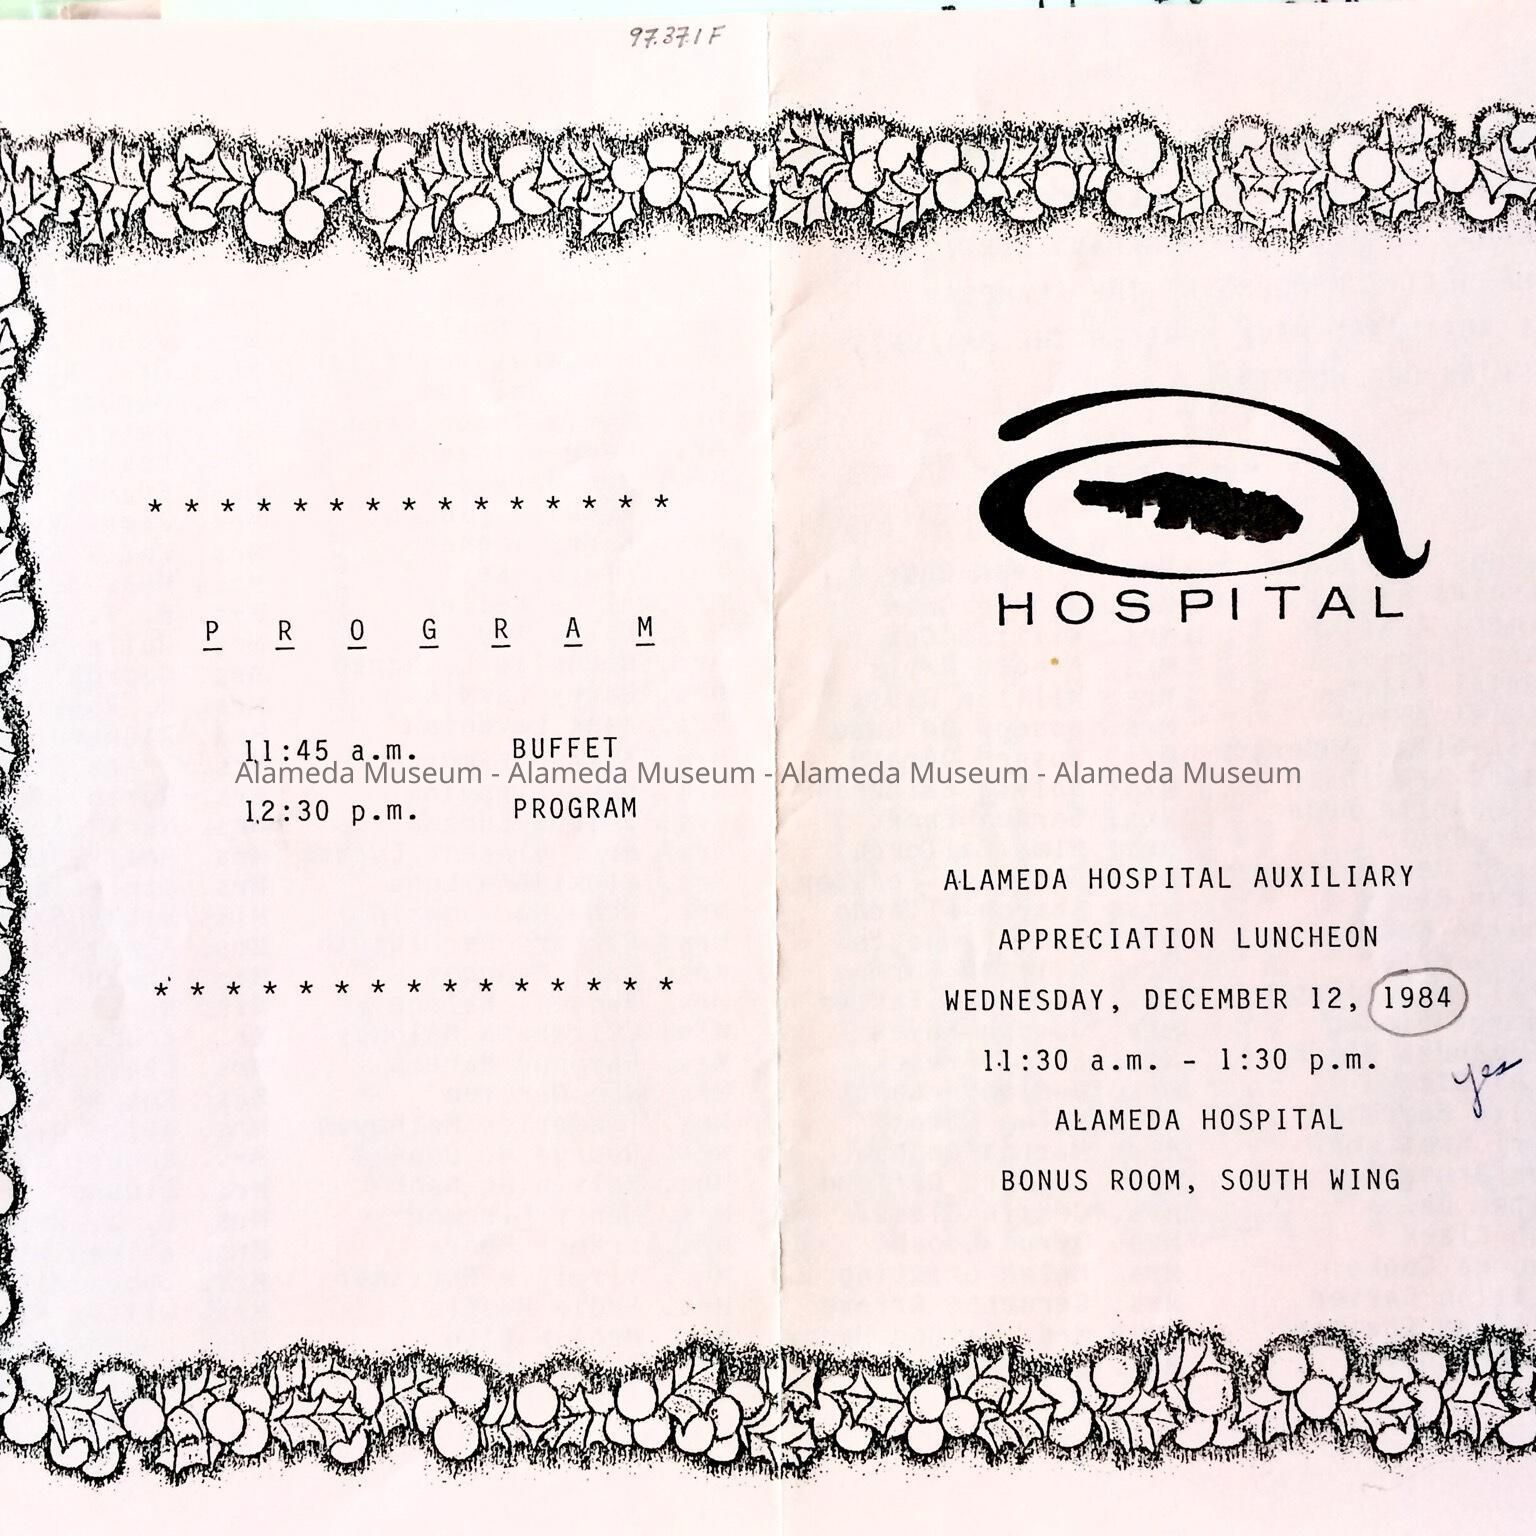 97.371F
* * * * * * * * * * * * * * *
P R O G R A M
11:45 a.m. BUFFET
12:30 p.m. PROGRAM
* * * * * * * * * * * * * * *
HOSPITAL
ALAMEDA HOSPITAL AUXILIARY
APPRECIATION LUNCHEON
WEDNESDAY, DECEMBER 12, 1984
11:30 a.m. - 1:30 p.m.
yes
ALAMEDA HOSPITAL
BONUS ROOM, SOUTH WING
Alameda Museum - Alameda Museum - Alameda Museum - Alameda Museum